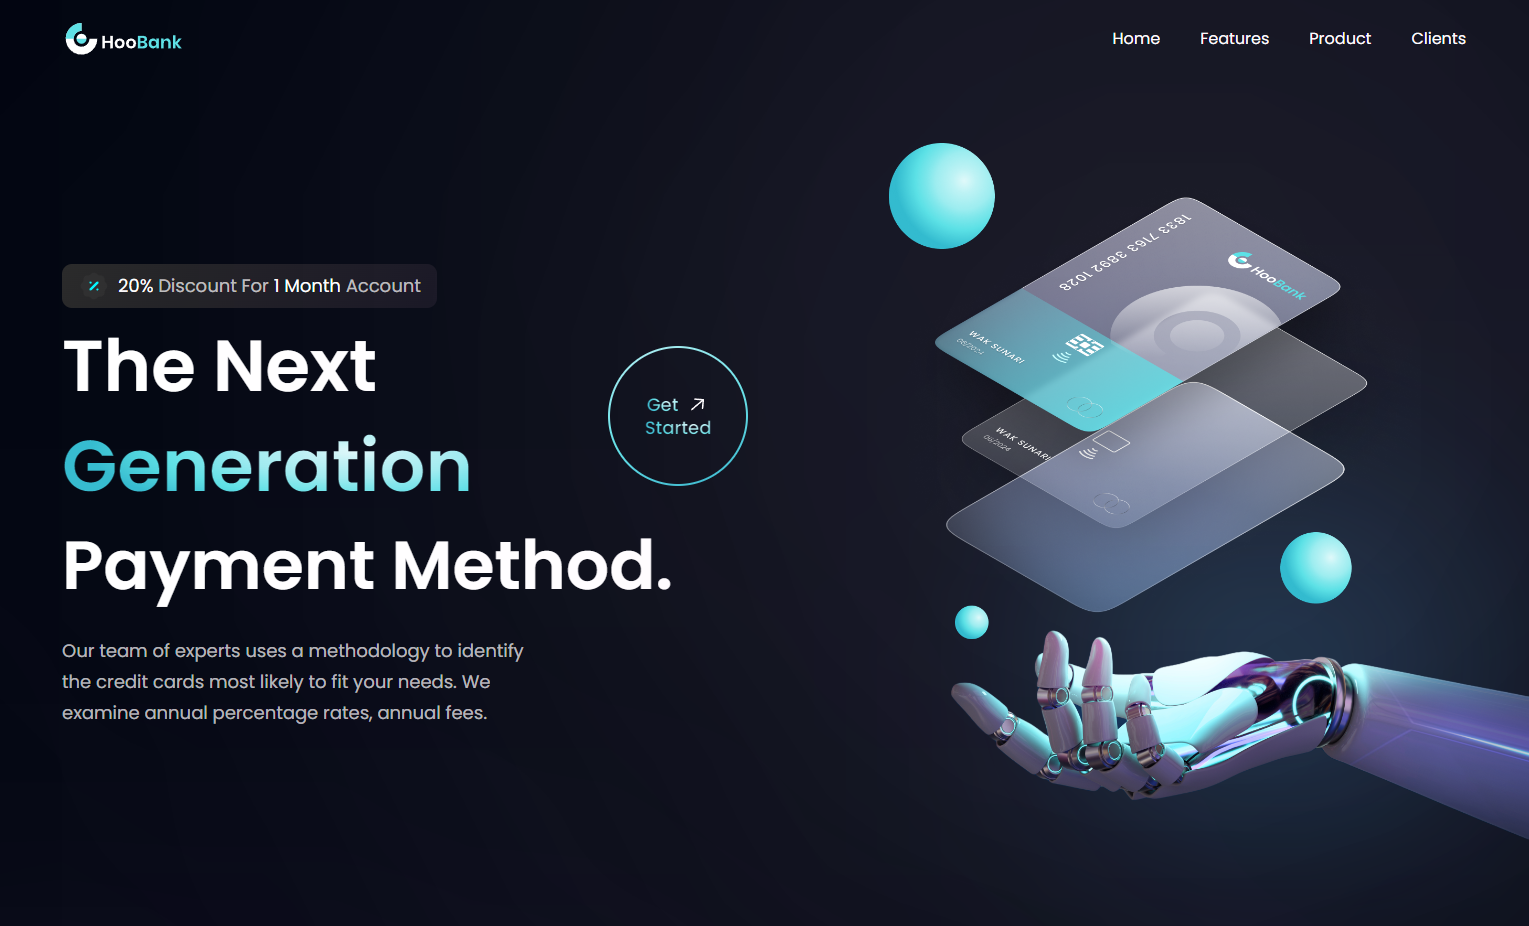 HooBank
Home Features Product Clients
20% Discount For 1 Month Account
The Next
Generation
Payment Method.
Get
Started
Our team of experts uses a methodology to identify
the credit cards most likely to fit your needs. We
examine annual percentage rates, annual fees.
1833 7163 3892 1028
HooBank
WAK SUNARI
08/2024
WAK SUNARI
08/2024